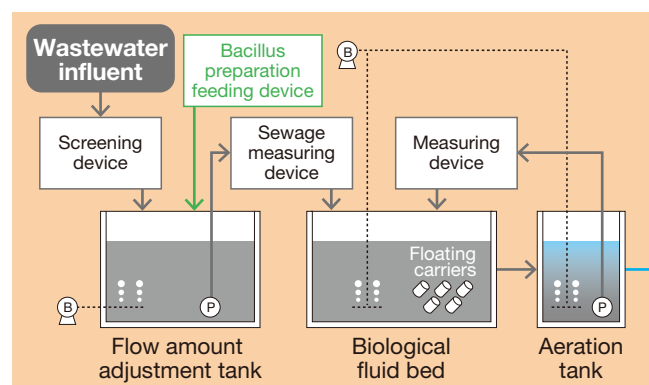 Wastewater
influent
Bacillus
preparation
feeding device
B
Screening
device
Sewage
measuring
device
Measuring
device
Floating
carriers
B
P
P
Flow amount
adjustment tank
Biological
fluid bed
Aeration
tank